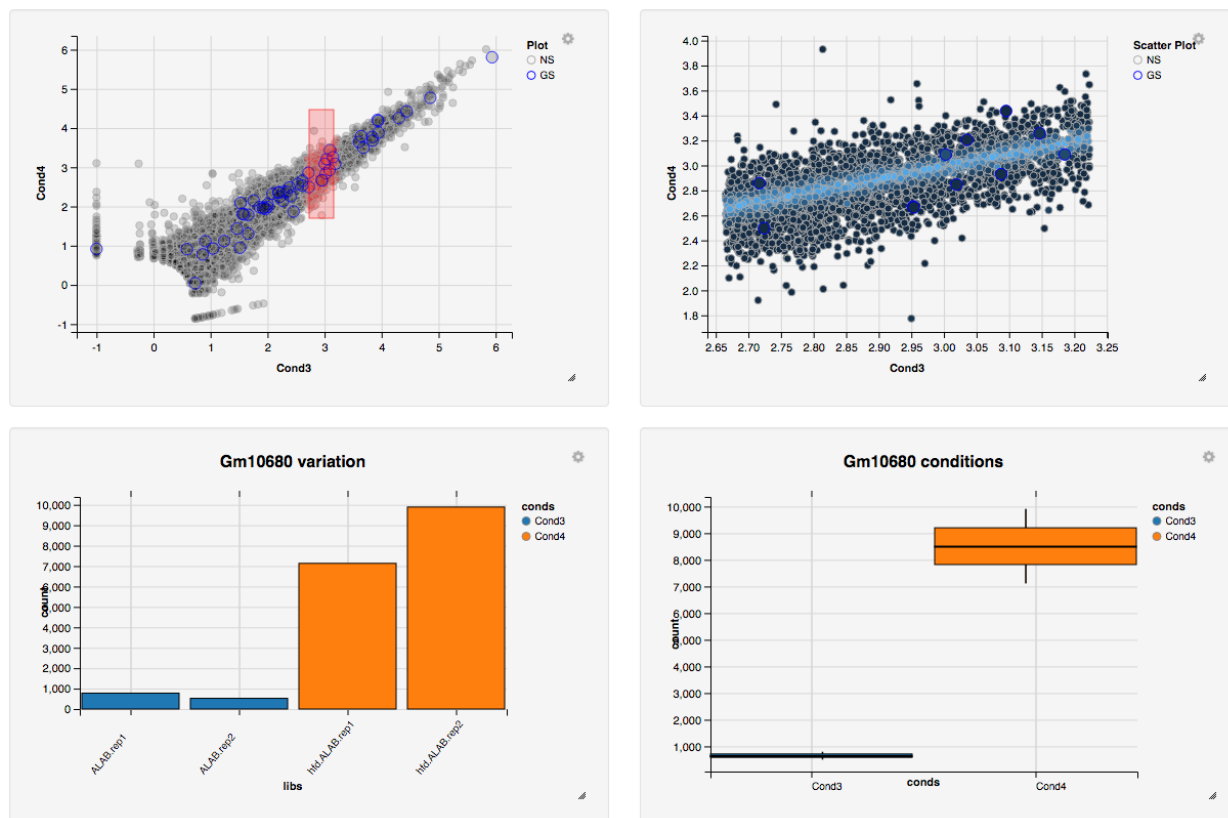 Plot
NS
GS
6
5
4
3
2
1
0
-1
Cond4
-1 0 1 2 3 4 5 6
Cond3
Scatter Plot
NS
GS
4.0
3.8
3.6
3.4
3.2
3.0
2.8
2.6
2.4
2.2
2.0
1.8
Cond4
2.65 2.70 2.75 2.80 2.85 2.90 2.95 3.00 3.05 3.10 3.15 3.20 3.25
Cond3
Gm10680 variation
conds
Cond3
Cond4
10,000
9,000
8,000
7,000
6,000
5,000
4,000
3,000
2,000
1,000
0
count
ALAB.rep1 ALAB.rep2 hfd.ALAB.rep1 hfd.ALAB.rep2
libs
Gm10680 conditions
conds
Cond3
Cond4
10,000
9,000
8,000
7,000
6,000
5,000
4,000
3,000
2,000
1,000
count
Cond3 Cond4
conds